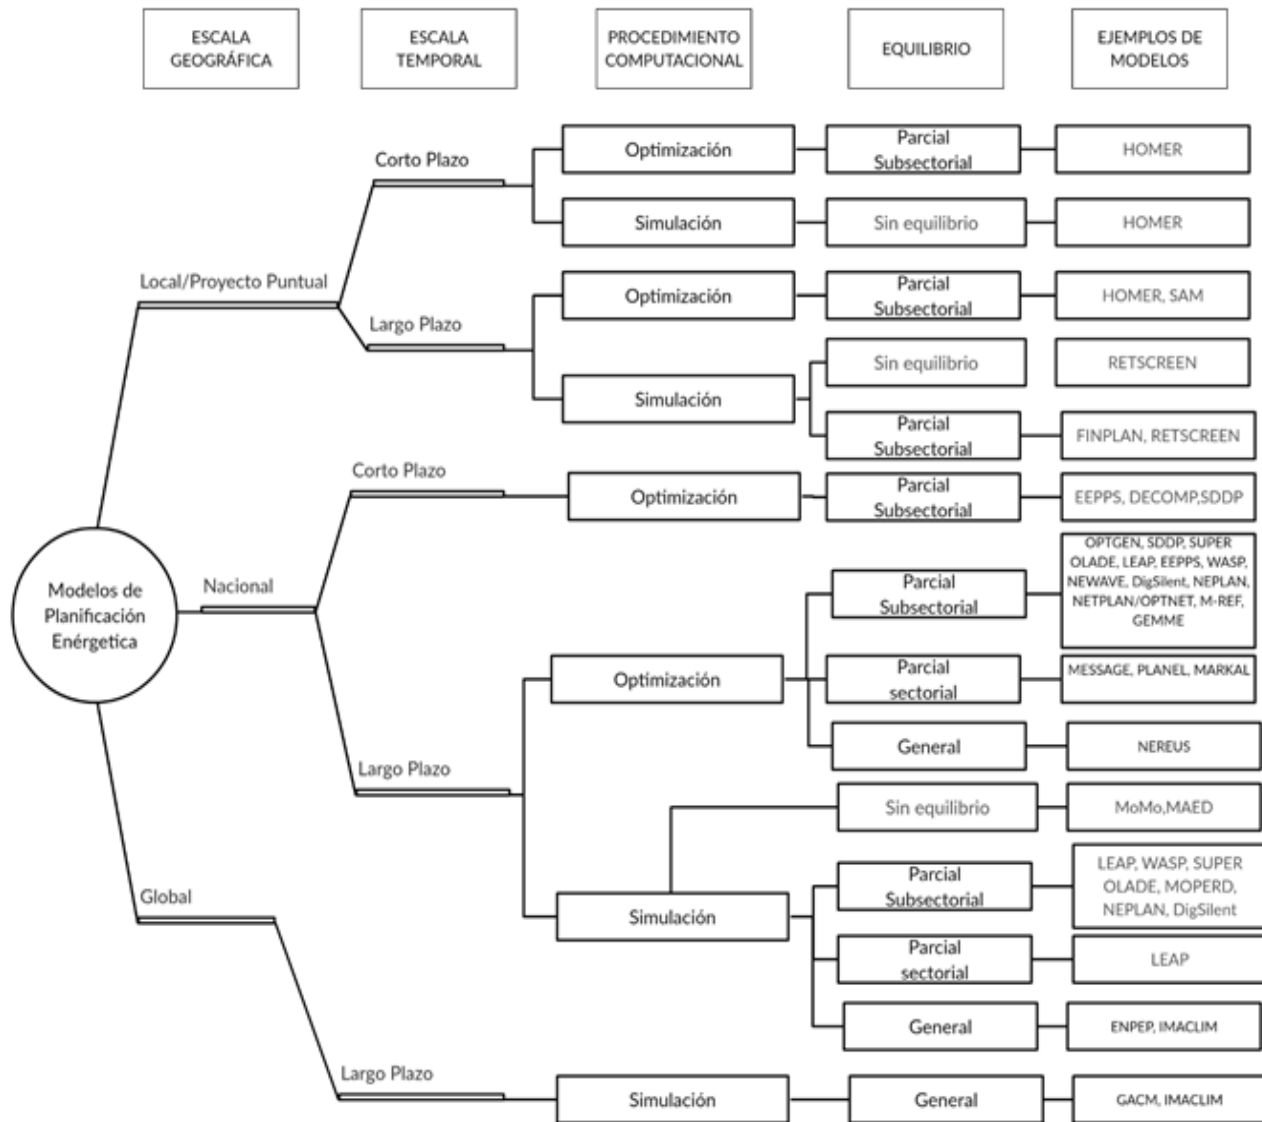 ESCALA
GEOGRÁFICA
ESCALA
TEMPORAL
PROCEDIMIENTO
COMPUTACIONAL
EQUILIBRIO
EJEMPLOS DE
MODELOS
Modelos de
Planificación
Enérgetica
Local/Proyecto Puntual
Corto Plazo
Optimización
Parcial
Subsectorial
HOMER
Simulación
Sin equilibrio
HOMER
Largo Plazo
Optimización
Parcial
Subsectorial
HOMER, SAM
Simulación
Sin equilibrio
RETSCREEN
Parcial
Subsectorial
FINPLAN, RETSCREEN
Nacional
Corto Plazo
Optimización
Parcial
Subsectorial
EEPPS, DECOMP,SDDP
Largo Plazo
Optimización
Parcial
Subsectorial
OPTGEN, SDDP, SUPER
OLADE, LEAP, EEPPS, WASP,
NEWAVE, DigSilent, NEPLAN,
NETPLAN/OPTNET, M-REF,
GEMME
Parcial
sectorial
MESSAGE, PLANEL, MARKAL
General
NEREUS
Simulación
Sin equilibrio
MoMo,MAED
Parcial
Subsectorial
LEAP, WASP, SUPER
OLADE, MOPERD,
NEPLAN, DigSilent
Parcial
sectorial
LEAP
General
ENPEP, IMACLIM
Global
Largo Plazo
Simulación
General
GACM, IMACLIM